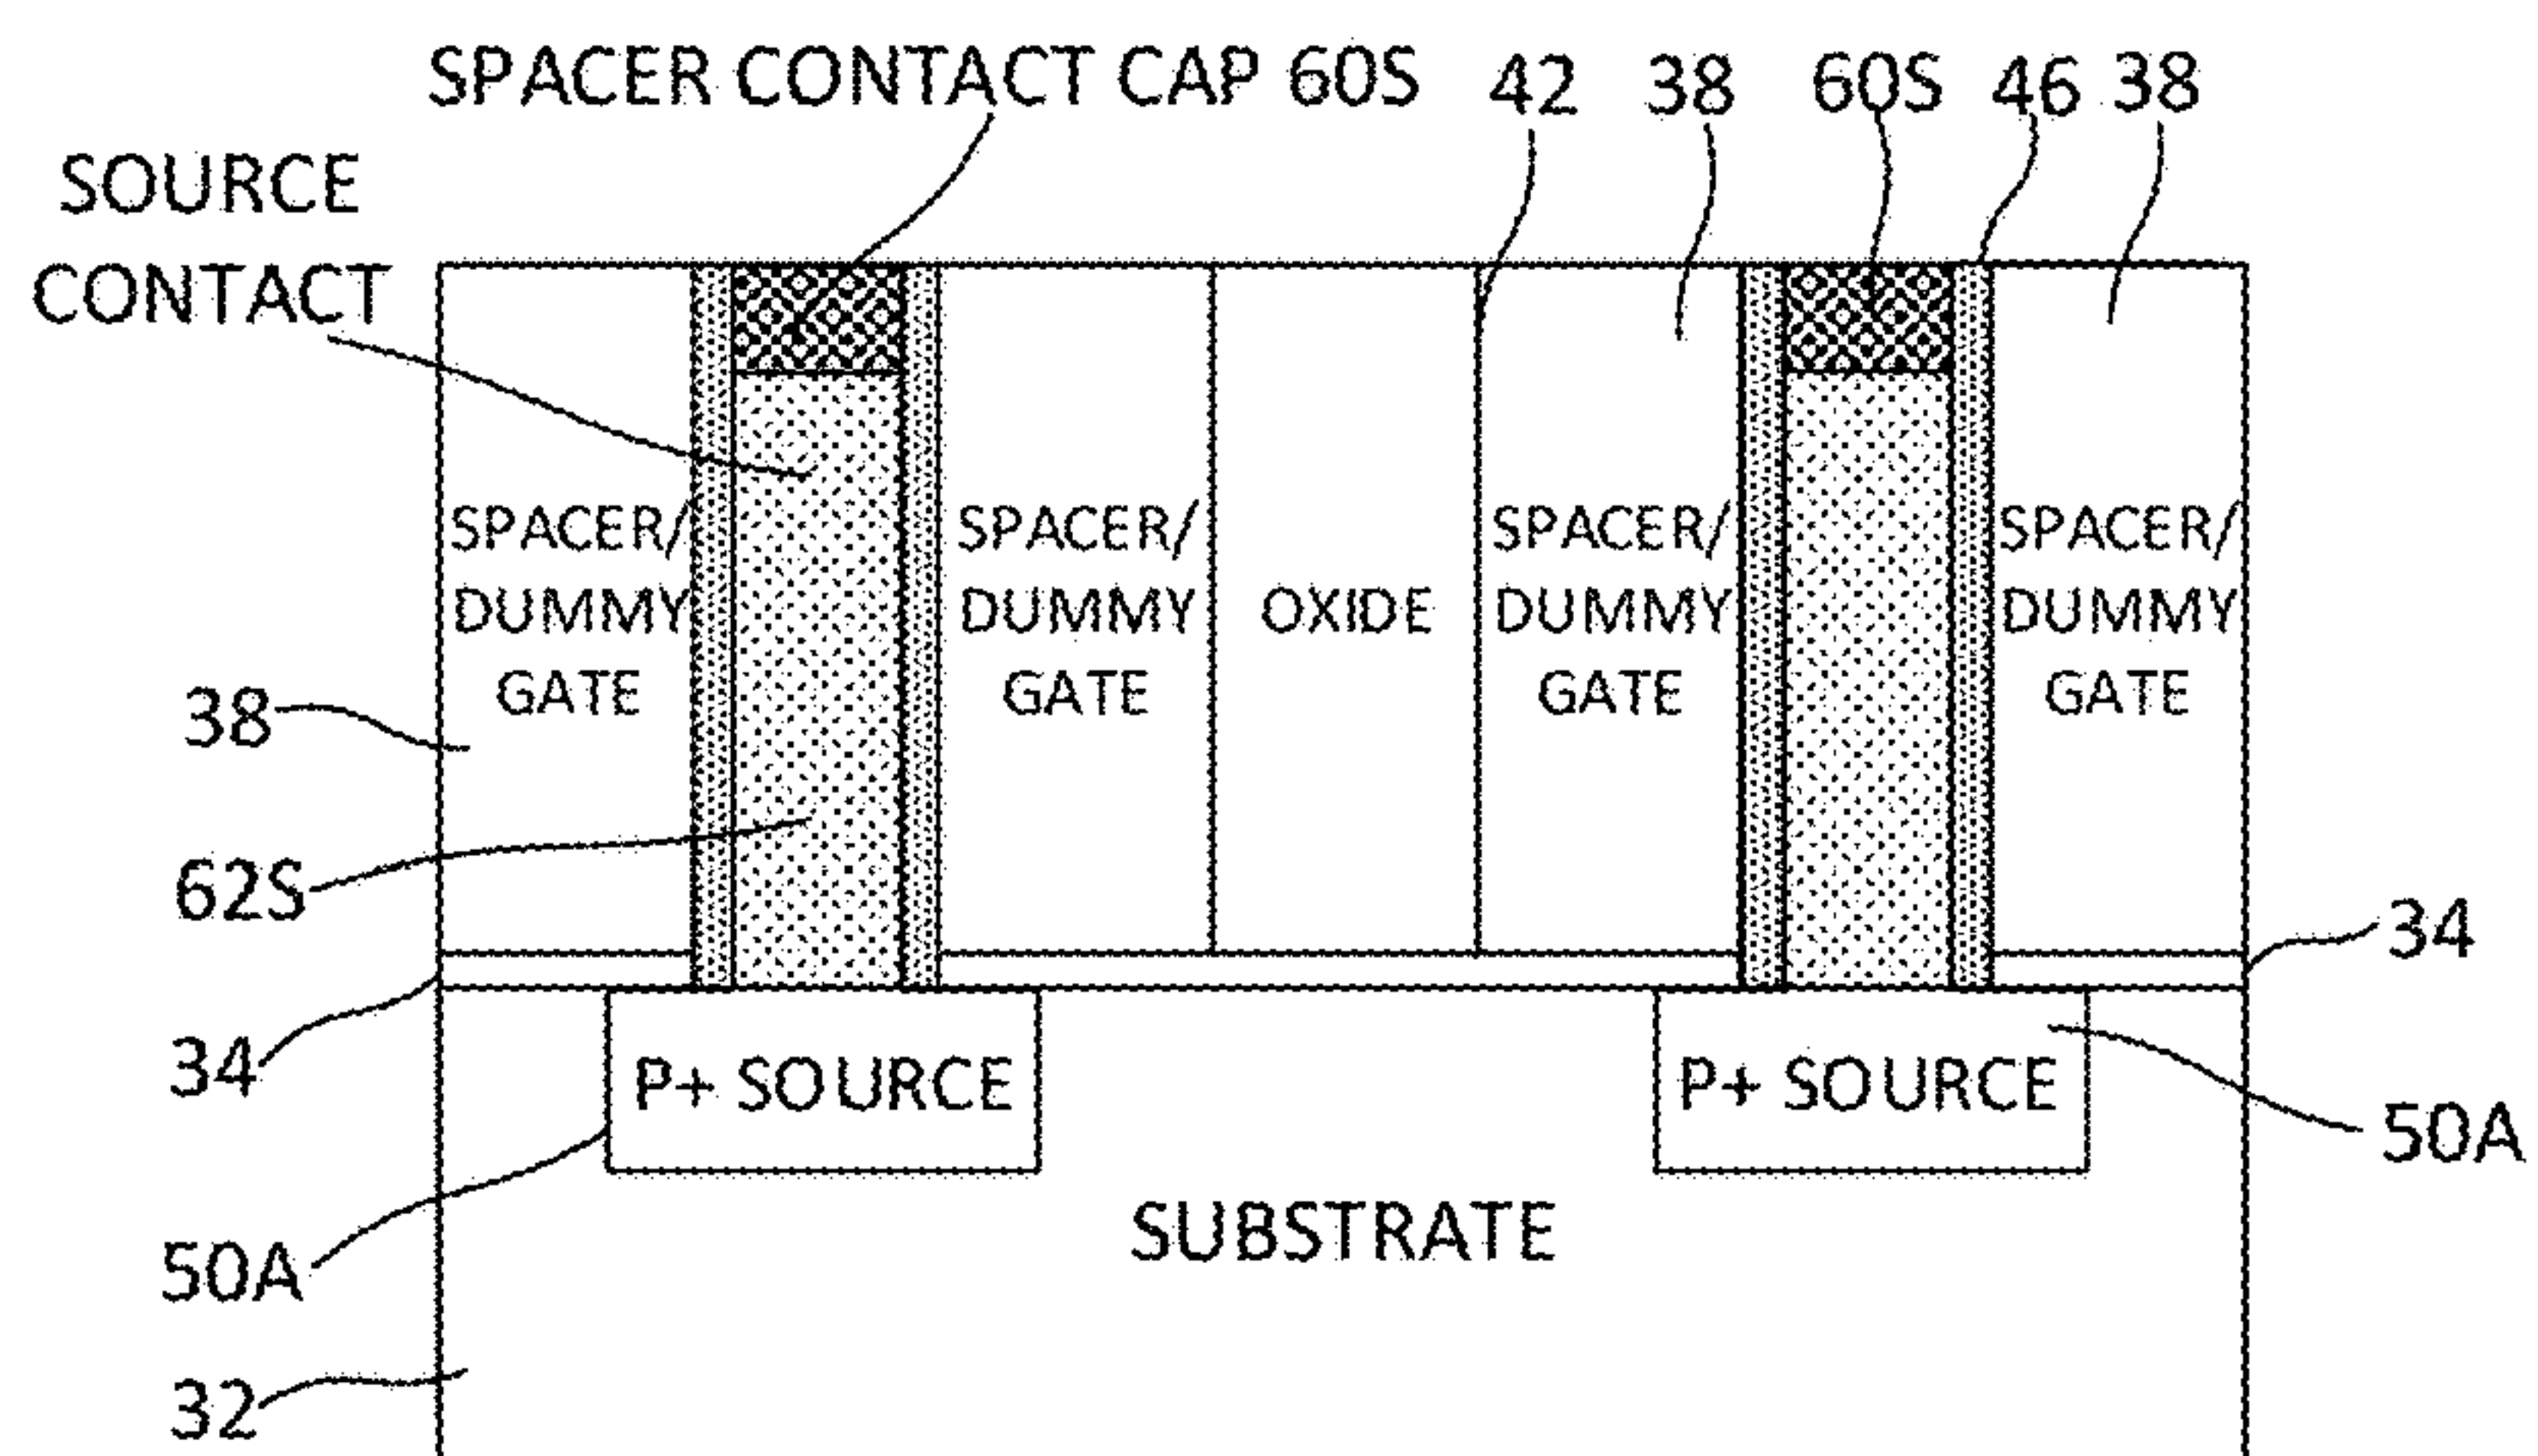 SPACER CONTACT CAP 60S 42 38 60S 46 38
SOURCE
CONTACT
SPACER/ SPACER/ SPACER/ SPACER/
DUMMY DUMMY OXIDE DUMMY DUMMY
GATE GATE GATE GATE
38
62S
34
34
P+ SOURCE P+ SOURCE
50A
SUBSTRATE
50A
32